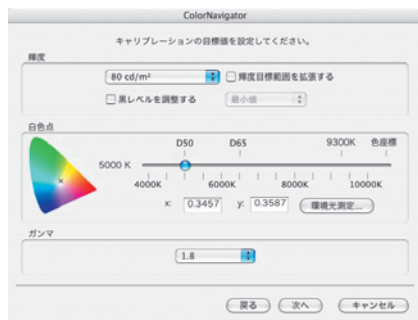 ColorNavigator
キャリブレーションの目標値を設定してください。
輝度
80 cd/m² 輝度目標範囲を拡張する
黒レベルを調整する 最小値
白色点
D50 D65 9300K 色座標
5000 K
4000K 6000K 8000K 10000K
x: 0.3457 y: 0.3587 環境光測定...
ガンマ
1.8
戻る 次へ キャンセル